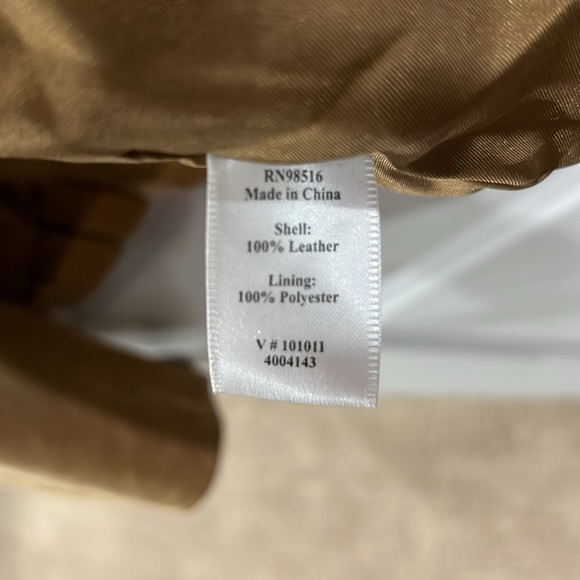 RN98516
Made in China
Shell:
100% Leather
Lining:
100% Polyester
V # 101011
4004143